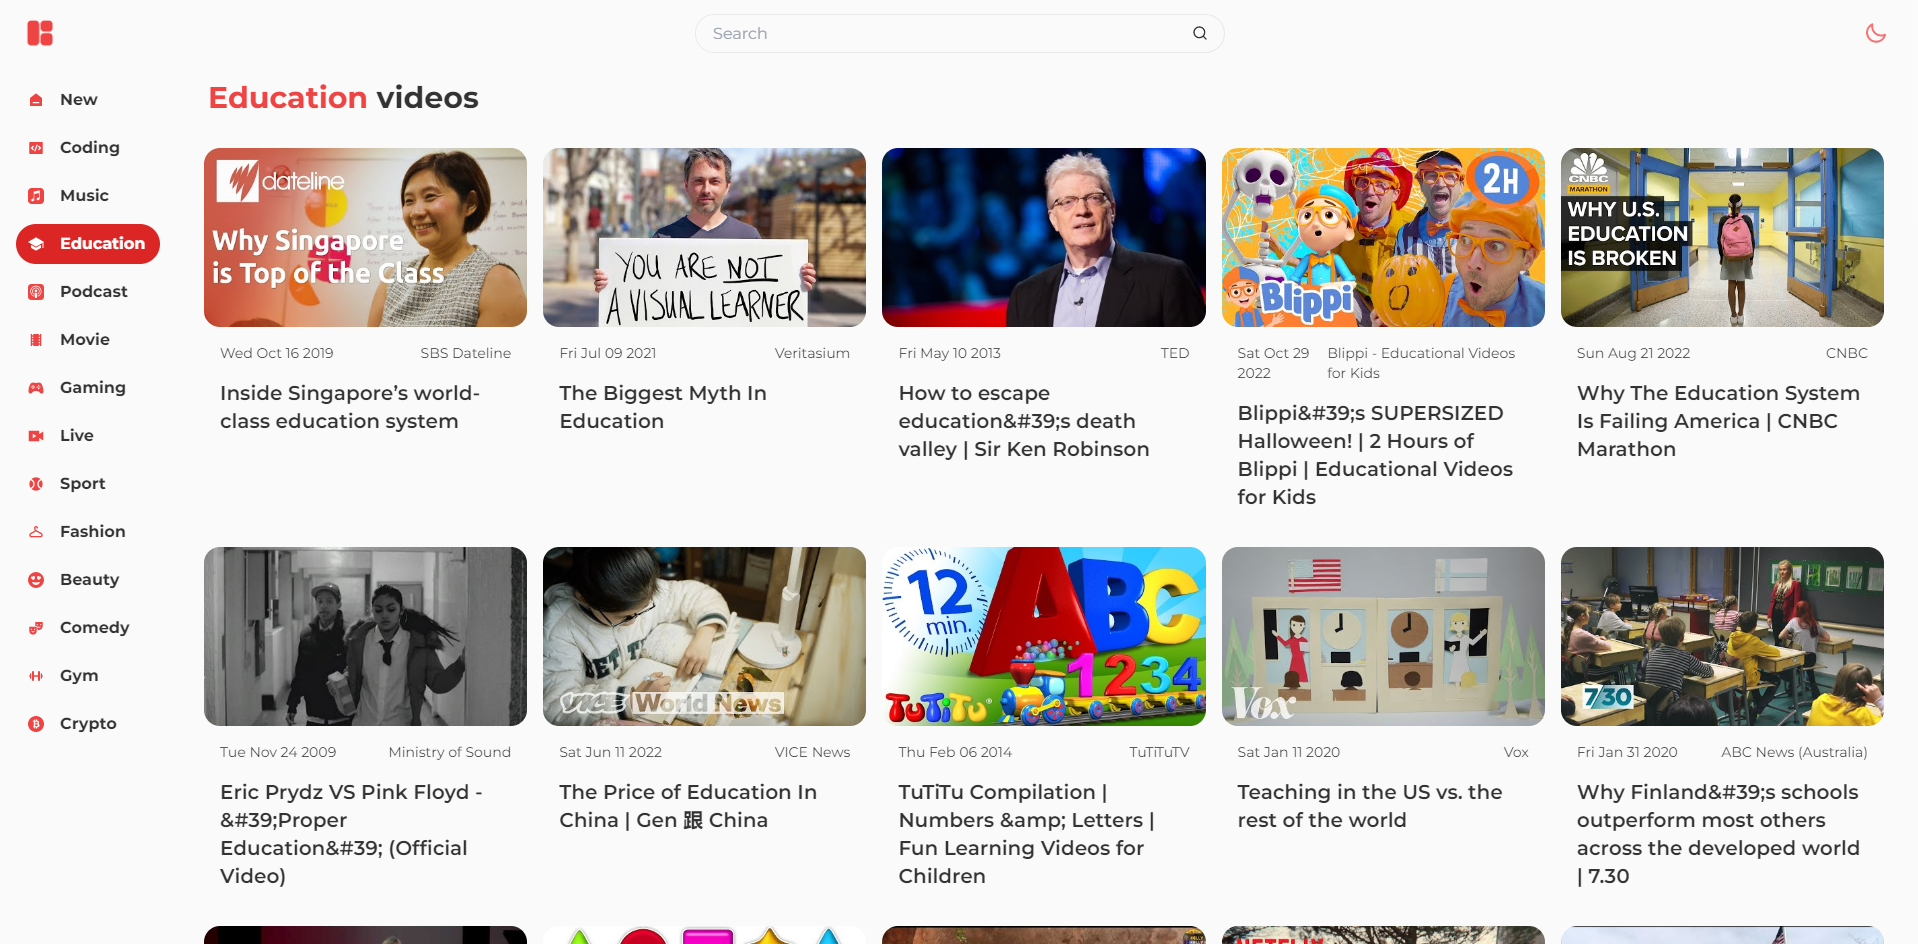 Search
New
Coding
Music
Education
Podcast
Movie
Gaming
Live
Sport
Fashion
Beauty
Comedy
Gym
Crypto
Education videos
dateline
Why Singapore
is Top of the Class
Wed Oct 16 2019
SBS Dateline
Inside Singapore’s world-
class education system
YOU ARE NOT
A VISUAL LEARNER
Fri Jul 09 2021
Veritasium
The Biggest Myth In
Education
Fri May 10 2013
TED
How to escape
education&#39;s death
valley | Sir Ken Robinson
2H
Blippi
Sat Oct 29
2022
Blippi - Educational Videos
for Kids
Blippi&#39;s SUPERSIZED
Halloween! | 2 Hours of
Blippi | Educational Videos
for Kids
CNBC
MARATHON
WHY U.S.
EDUCATION
IS BROKEN
Sun Aug 21 2022
CNBC
Why The Education System
Is Failing America | CNBC
Marathon
Tue Nov 24 2009
Ministry of Sound
Eric Prydz VS Pink Floyd -
&#39;Proper
Education&#39; (Official
Video)
VICE World News
Sat Jun 11 2022
VICE News
The Price of Education In
China | Gen 跟 China
12
min.
ABC
1234
TuTiTu®
Thu Feb 06 2014
TuTiTuTV
TuTiTu Compilation |
Numbers &amp; Letters |
Fun Learning Videos for
Children
Vox
Sat Jan 11 2020
Vox
Teaching in the US vs. the
rest of the world
7/30
Fri Jan 31 2020
ABC News (Australia)
Why Finland&#39;s schools
outperform most others
across the developed world
| 7.30
NETFLIX